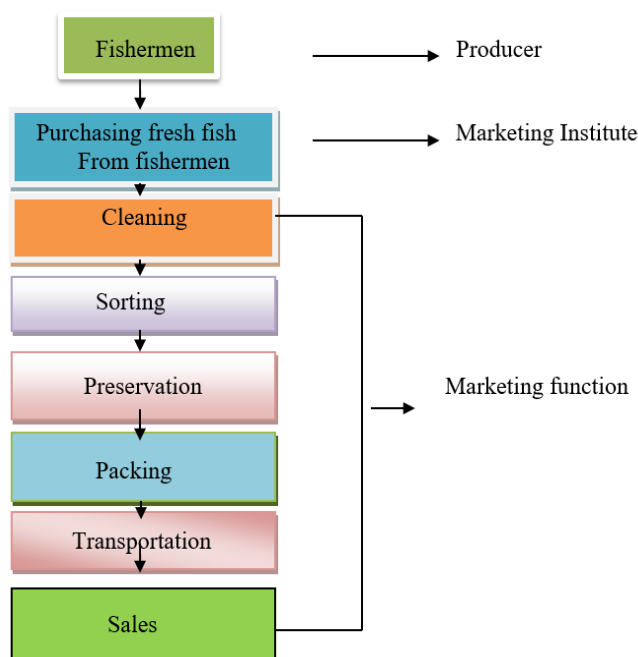 Fishermen
Producer
Purchasing fresh fish
From fishermen
Marketing Institute
Cleaning
Sorting
Preservation
Marketing function
Packing
Transportation
Sales